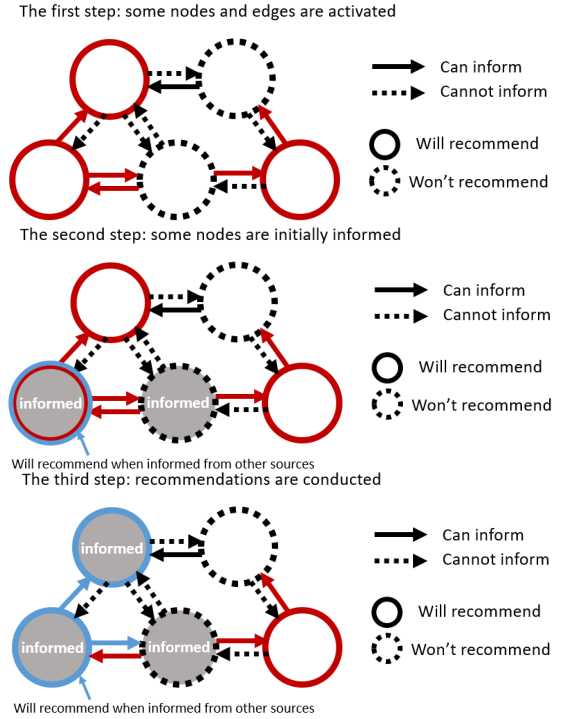 The first step: some nodes and edges are activated
Can inform
Cannot inform
Will recommend
Won't recommend
The second step: some nodes are initially informed
Can inform
Cannot inform
Will recommend
Won't recommend
informed
informed
Will recommend when informed from other sources
The third step: recommendations are conducted
Can inform
Cannot inform
informed
Will recommend
Won't recommend
informed
informed
Will recommend when informed from other sources